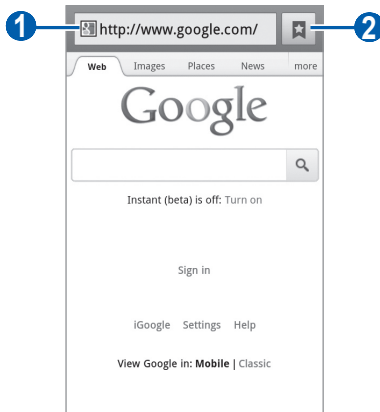 1 http://www.google.com/ 2
Web Images Places News more
Google
Instant (beta) is off: Turn on
Sign in
iGoogle Settings Help
View Google in: Mobile | Classic